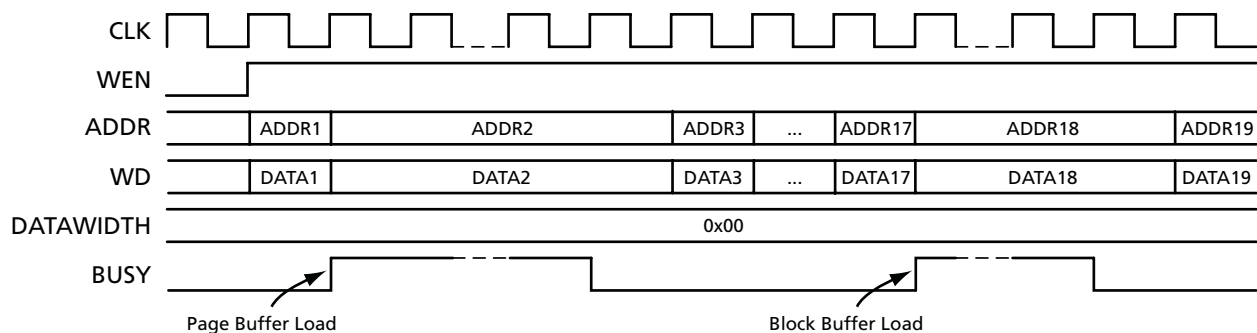 CLK
WEN
ADDR ADDR1 ADDR2 ADDR3 ... ADDR17 ADDR18 ADDR19
WD DATA1 DATA2 DATA3 ... DATA17 DATA18 DATA19
DATAWIDTH 0x00
BUSY
Page Buffer Load Block Buffer Load